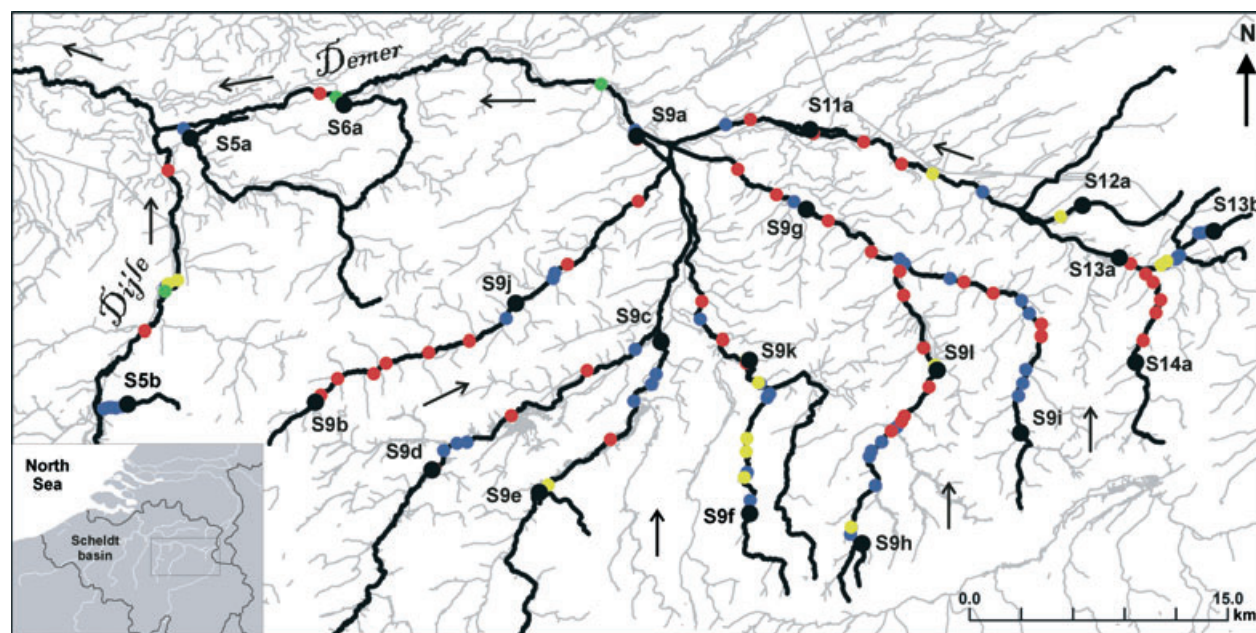 Demer
N
S6a
S5a
S9a
S11a
S12a
S13b
S9g
S13a
Dijle
S9j
S9c
S9k
S9l
S14a
S5b
S9b
S9d
S9i
S9e
S9f
S9h
North
Sea
Scheldt
basin
0.0
15.0
km